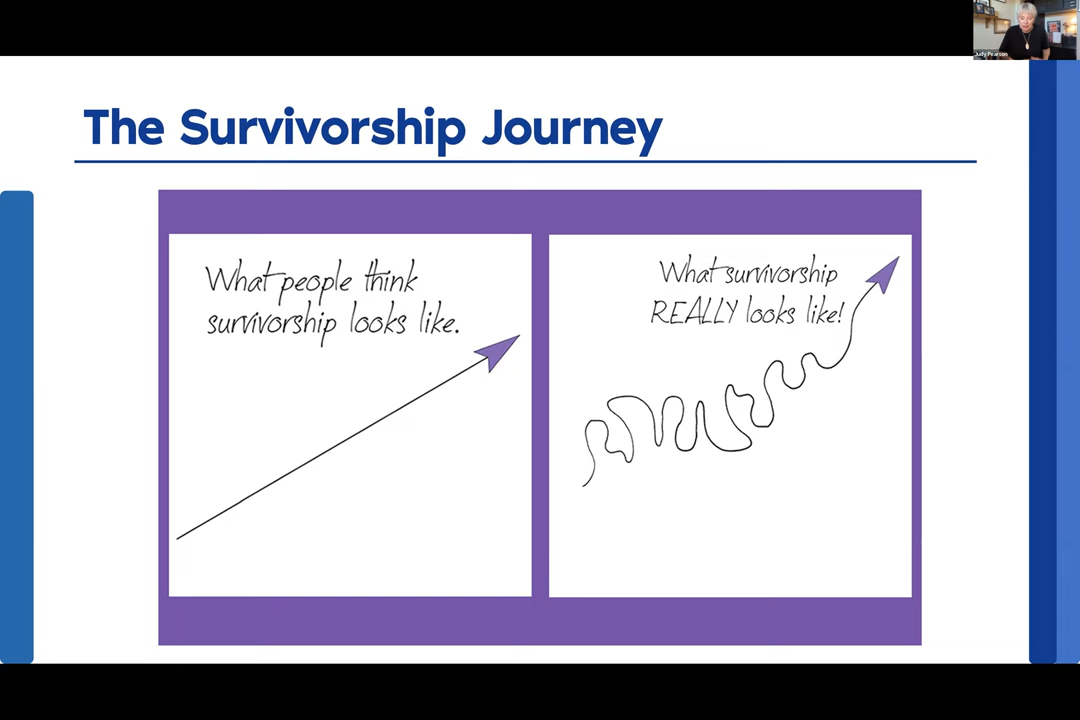 Judy Pearson
The Survivorship Journey
What people think
survivorship looks like.
What survivorship
REALLY looks like!